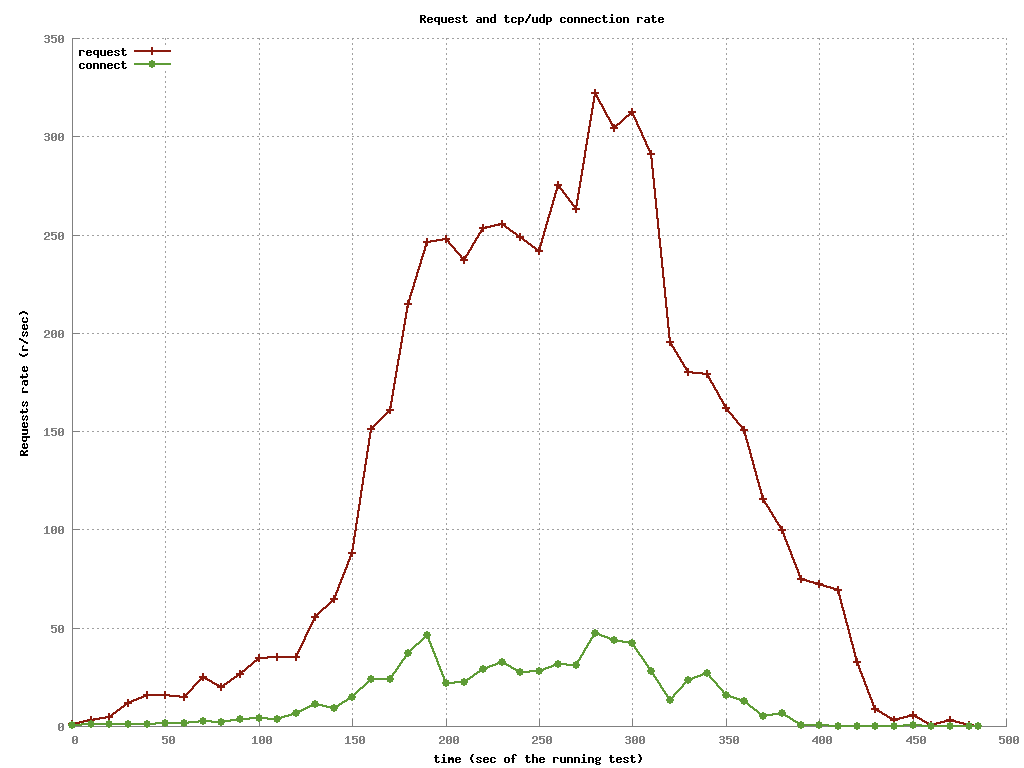 Request and tcp/udp connection rate
350
request
connect
300
250
200
150
100
50
0
Requests rate (r/sec)
0 50 100 150 200 250 300 350 400 450 500
time (sec of the running test)